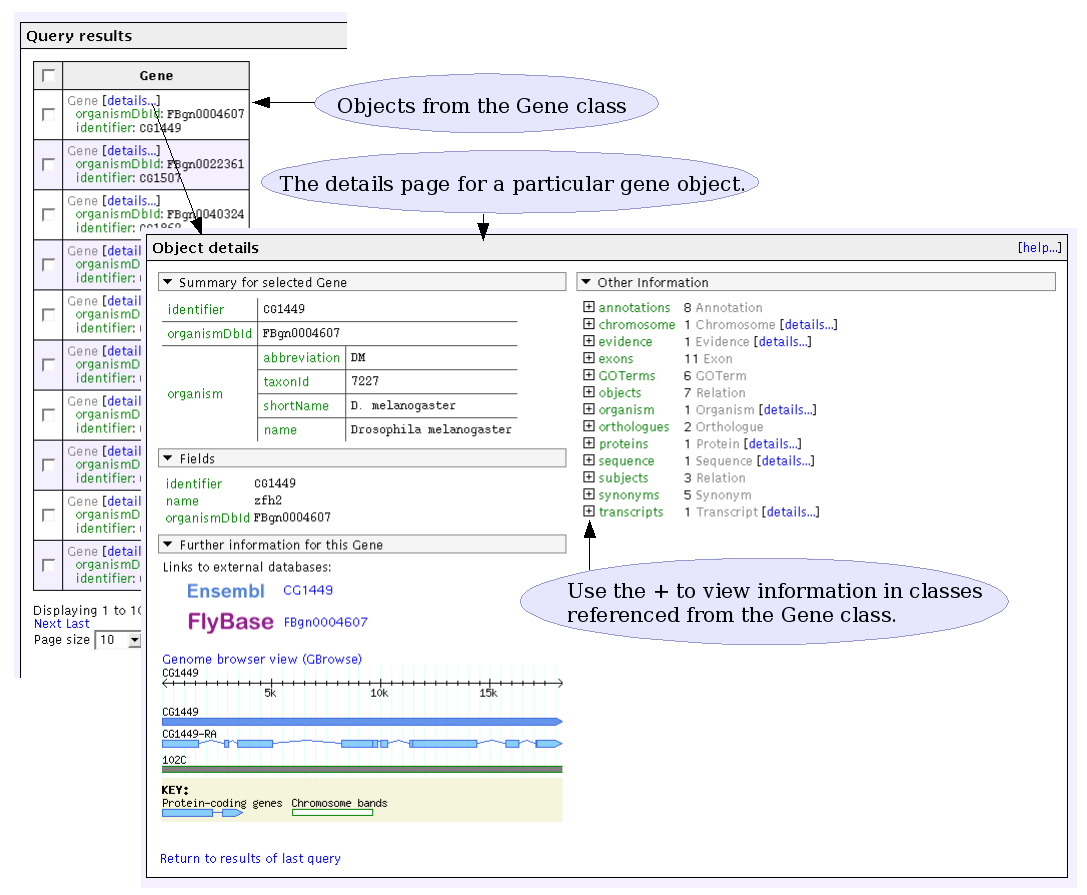 Query results
Gene
Objects from the Gene class
Gene [details...]
organismDbId: FBgn0004607
identifier: CG1449
Gene [details...]
organismDbId: FBgn0022361
identifier: CG1507
The details page for a particular gene object.
Gene [details...]
organismDbId: FBgn0040324
identifier:
Gene [detail
organismD
identifier:
Gene [detail
organismD
identifier:
Gene [detail
organismD
identifier:
Gene [detail
organismD
identifier:
Gene [detail
organismD
identifier:
Gene [detail
organismD
identifier:
Gene [detail
organismD
identifier:
Displaying 1 to 10
Next Last
Page size 10
Object details [help...]
Summary for selected Gene
identifier CG1449
organismDbId FBgn0004607
organism
abbreviation DM
taxonId 7227
shortName D. melanogaster
name Drosophila melanogaster
Fields
identifier CG1449
name zfh2
organismDbId FBgn0004607
Further information for this Gene
Links to external databases:
Ensembl CG1449
FlyBase FBgn0004607
Genome browser view (GBrowse)
CG1449
5k 10k 15k
CG1449
CG1449-RA
102C
KEY:
Protein-coding genes Chromosome bands
Return to results of last query
Other Information
annotations 8 Annotation
chromosome 1 Chromosome [details...]
evidence 1 Evidence [details...]
exons 11 Exon
GOTerms 6 GOTerm
objects 7 Relation
organism 1 Organism [details...]
orthologues 2 Orthologue
proteins 1 Protein [details...]
sequence 1 Sequence [details...]
subjects 3 Relation
synonyms 5 Synonym
transcripts 1 Transcript [details...]
Use the + to view information in classes
referenced from the Gene class.